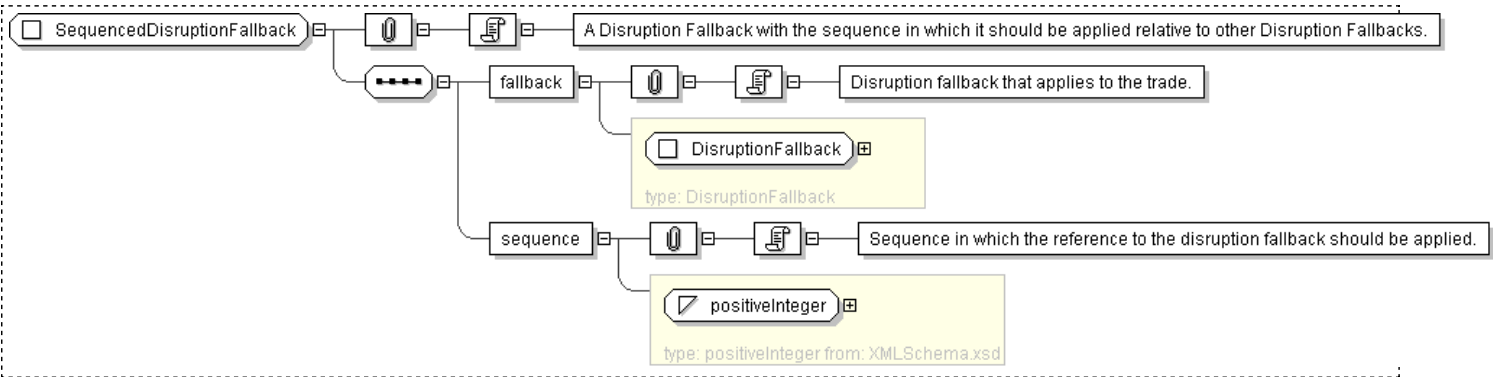 SequencedDisruptionFallback
A Disruption Fallback with the sequence in which it should be applied relative to other Disruption Fallbacks.
fallback
Disruption fallback that applies to the trade.
DisruptionFallback
type: DisruptionFallback
sequence
Sequence in which the reference to the disruption fallback should be applied.
positiveInteger
type: positiveInteger from: XMLSchema.xsd